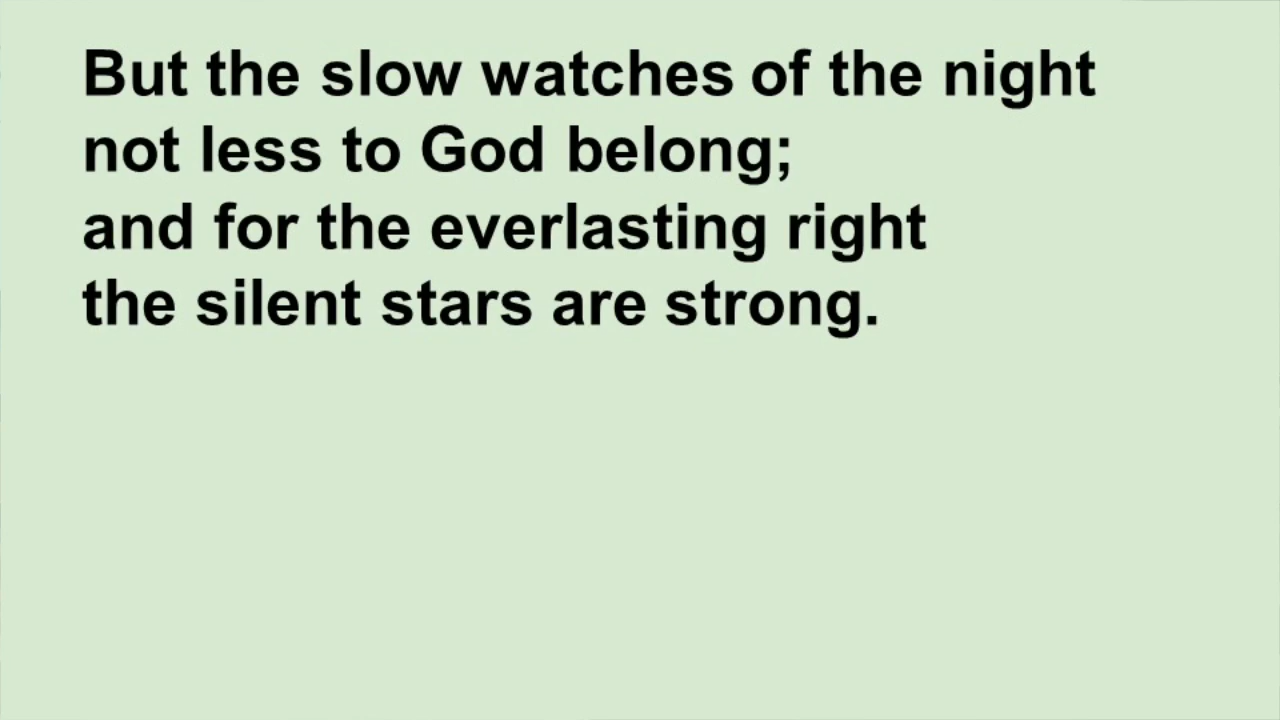 But the slow watches of the night
not less to God belong;
and for the everlasting right
the silent stars are strong.